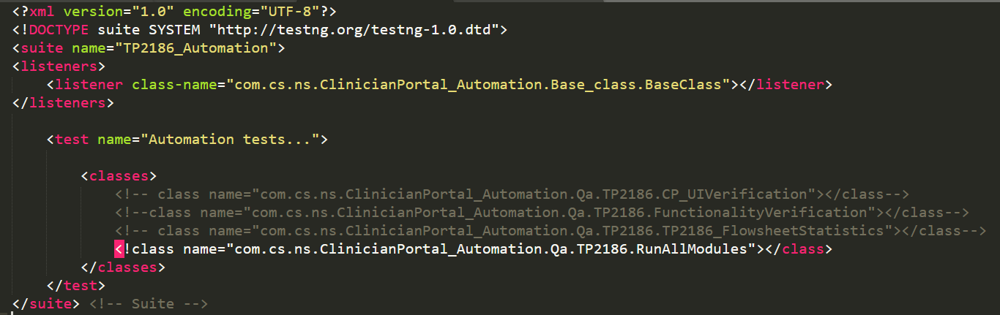 <?xml version="1.0" encoding="UTF-8"?>
<!DOCTYPE suite SYSTEM "http://testng.org/testng-1.0.dtd">
<suite name="TP2186_Automation">
<listeners>
    <listener class-name="com.cs.ns.ClinicianPortal_Automation.Base_class.BaseClass"></listener>
</listeners>
    <test name="Automation tests...">
        <classes>
            <!-- class name="com.cs.ns.ClinicianPortal_Automation.Qa.TP2186.CP_UIVerification"></class-->
            <!--class name="com.cs.ns.ClinicianPortal_Automation.Qa.TP2186.FunctionalityVerification"></class-->
            <!-- class name="com.cs.ns.ClinicianPortal_Automation.Qa.TP2186.TP2186_FlowsheetStatistics"></class-->
            <!class name="com.cs.ns.ClinicianPortal_Automation.Qa.TP2186.RunAllModules"></class>
        </classes>
    </test>
</suite> <!-- Suite -->